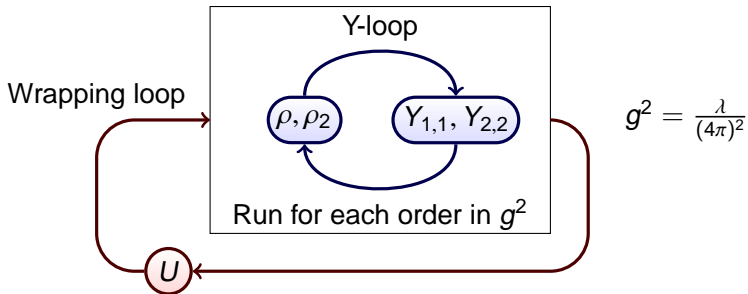 Y-loop
Wrapping loop
ρ, ρ₂
Y₁,₁, Y₂,₂
g² = λ/(4π)²
Run for each order in g²
U